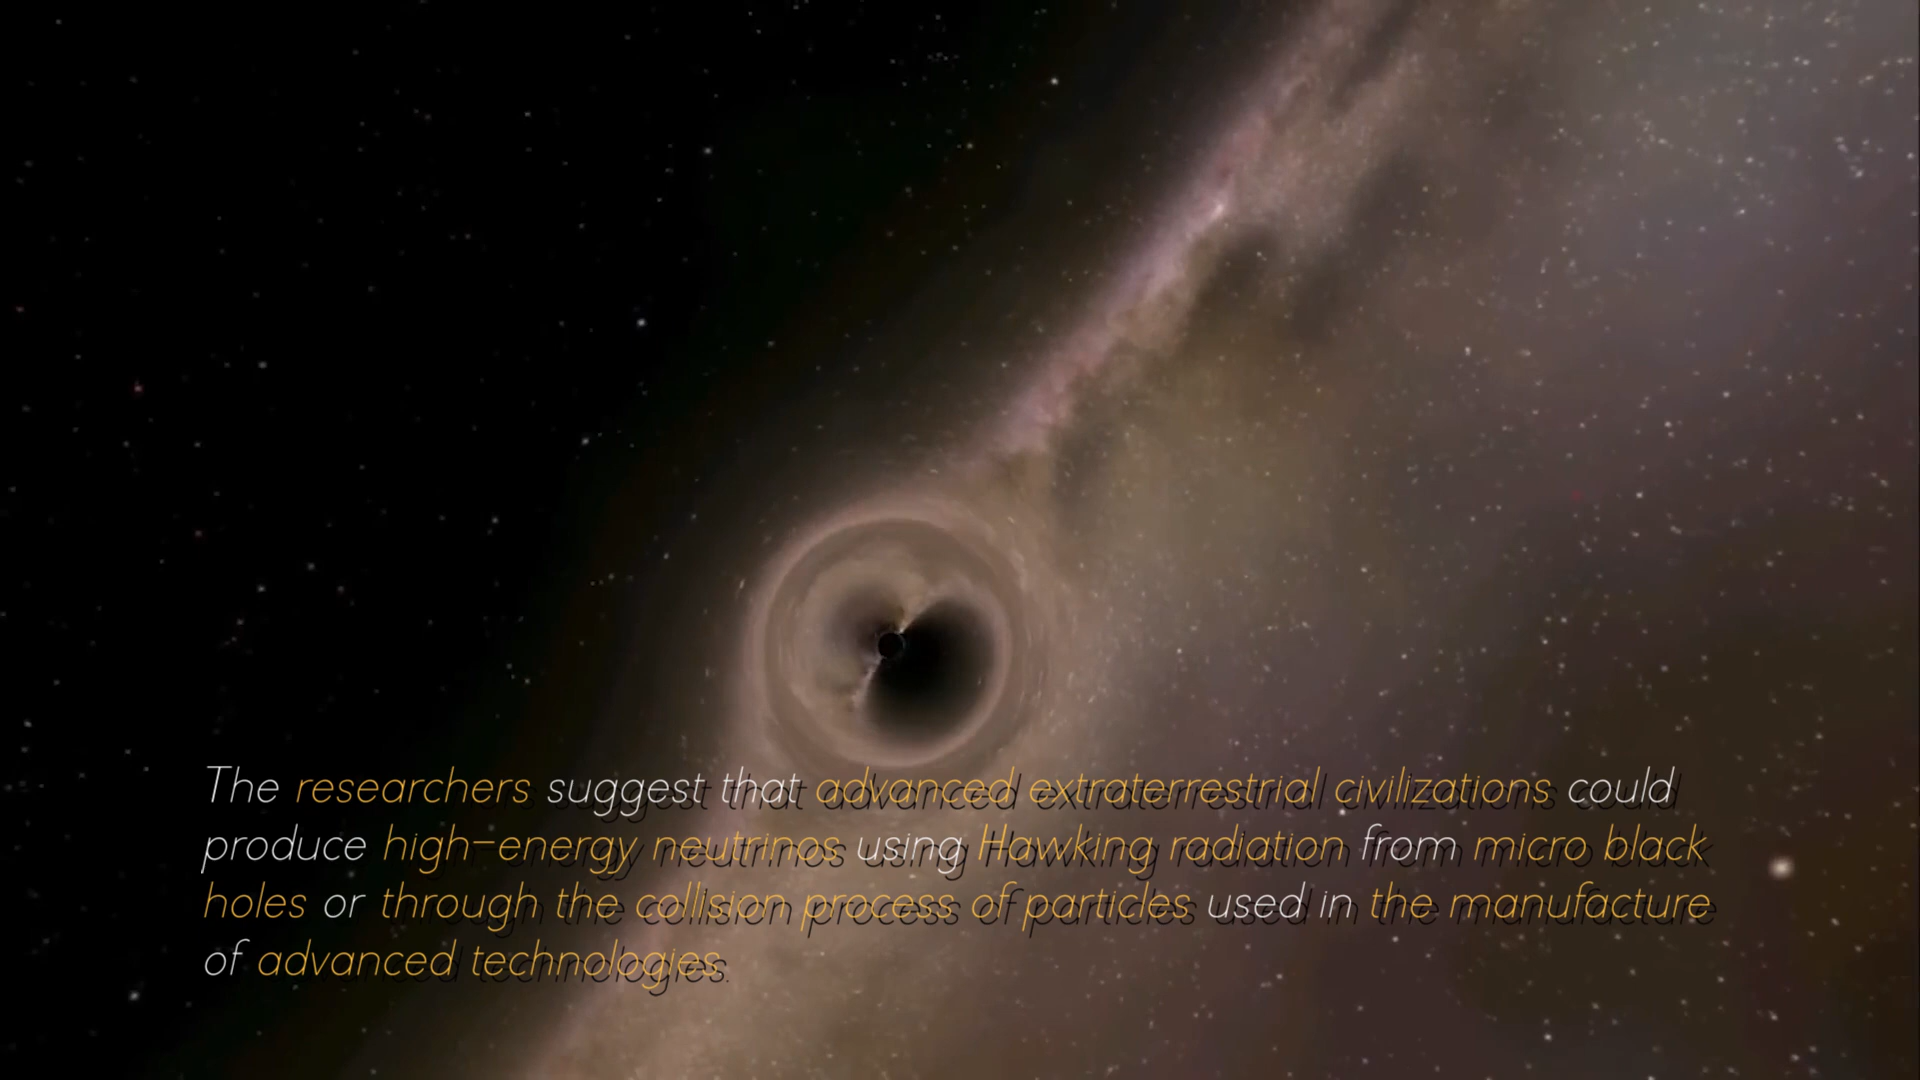 The researchers suggest that advanced extraterrestrial civilizations could
produce high-energy neutrinos using Hawking radiation from micro black
holes or through the collision process of particles used in the manufacture
of advanced technologies.